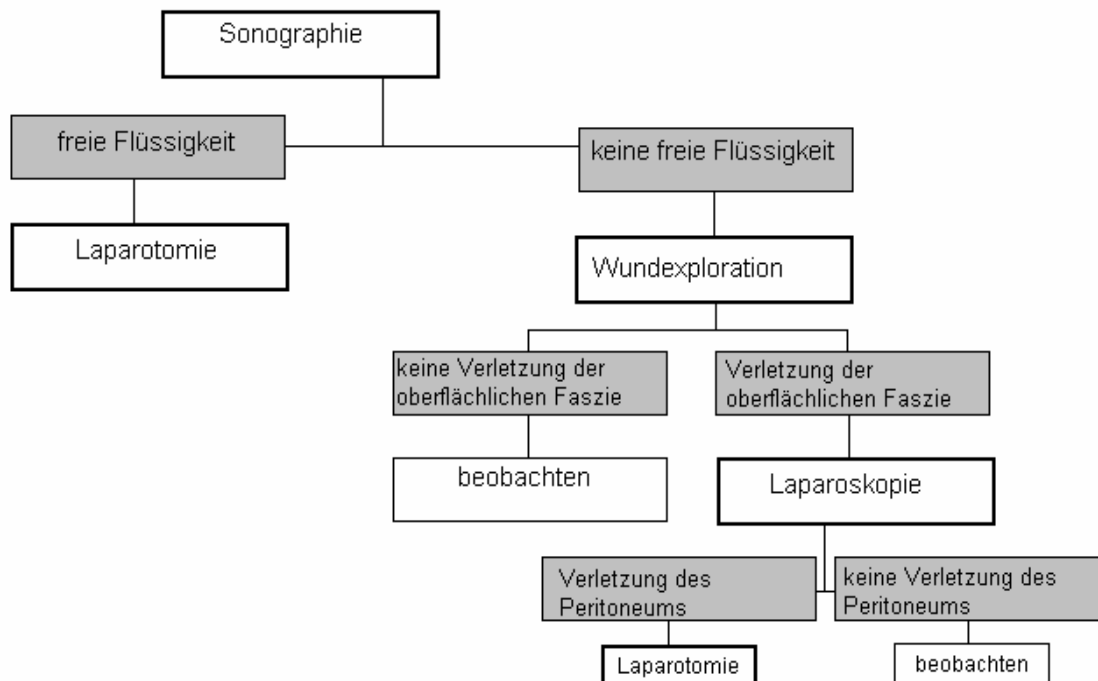 Sonographie
freie Flüssigkeit
keine freie Flüssigkeit
Laparotomie
Wundexploration
keine Verletzung der
oberflächlichen Faszie
Verletzung der
oberflächlichen Faszie
beobachten
Laparoskopie
Verletzung des
Peritoneums
keine Verletzung des
Peritoneums
Laparotomie
beobachten